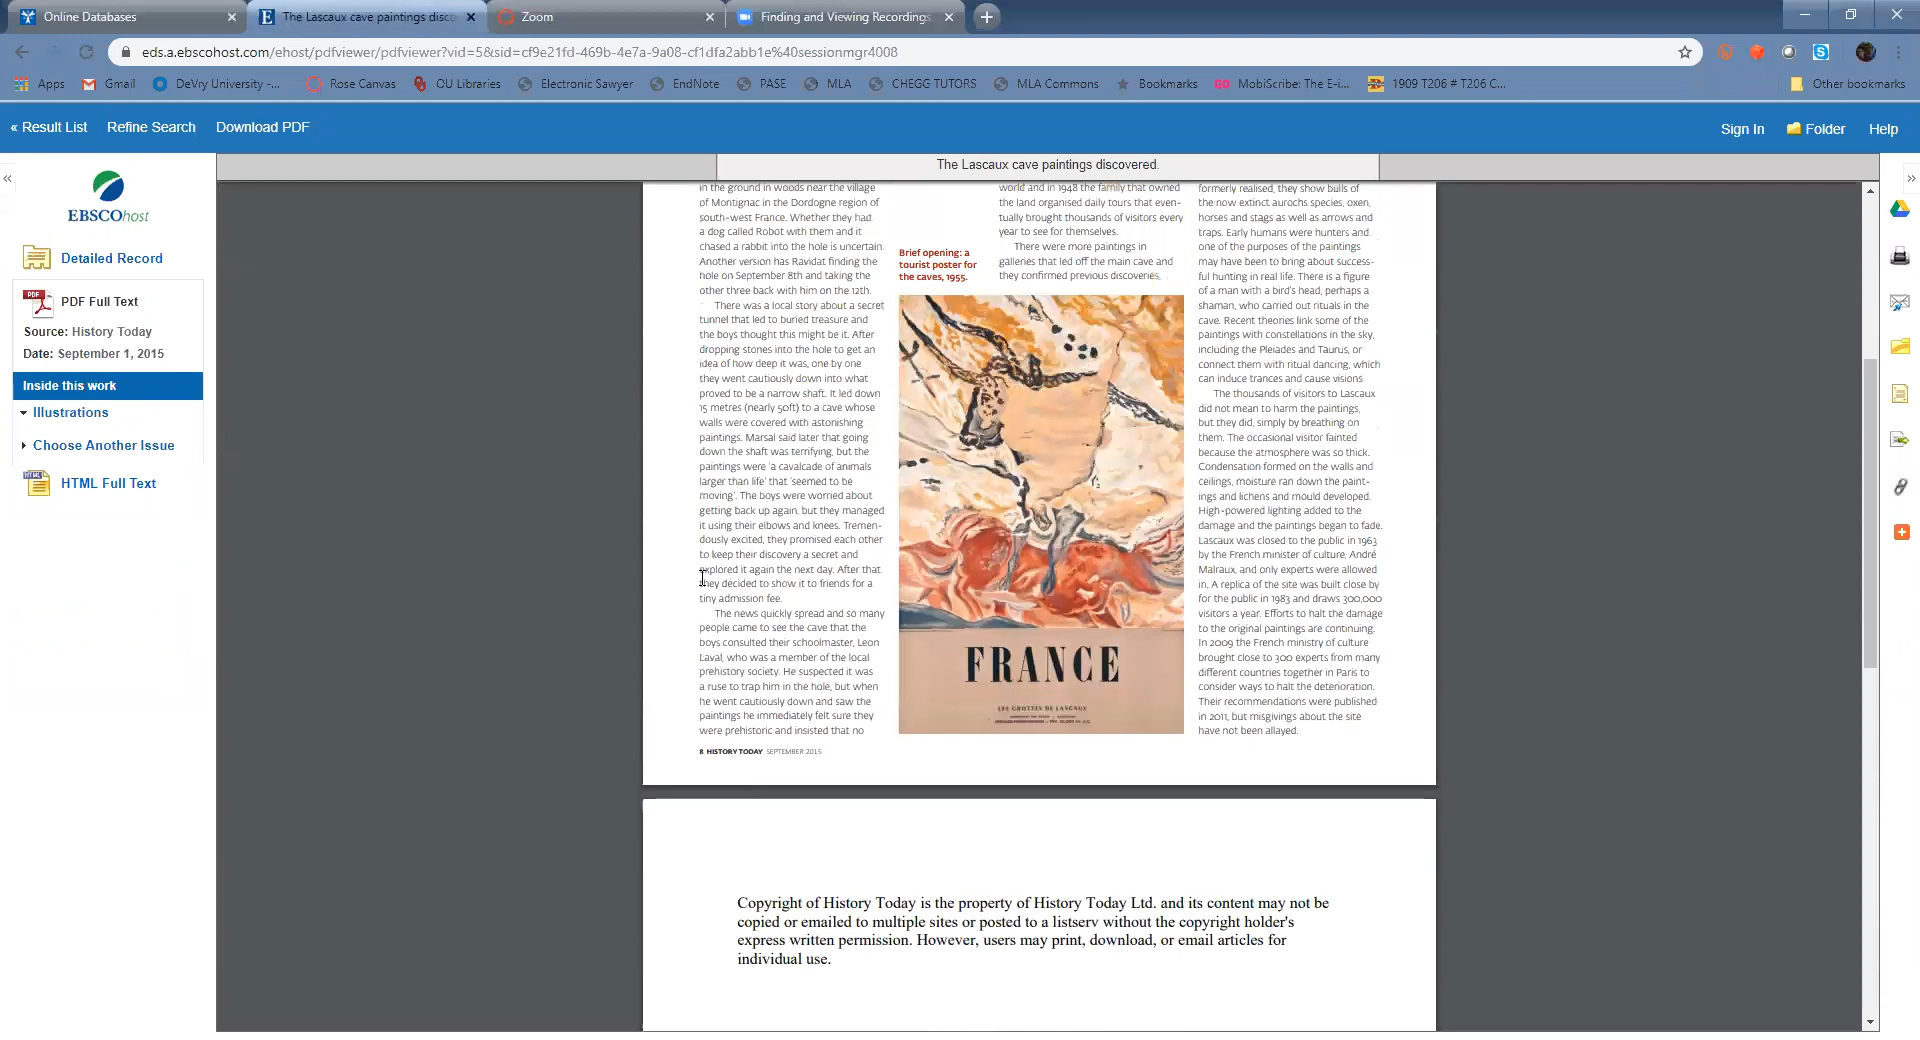 Online Databases
The Lascaux cave paintings disco
Zoom
Finding and Viewing Recordings
eds.a.ebscohost.com/ehost/pdfviewer/pdfviewer?vid=5&sid=cf9e21fd-469b-4e7a-9a08-cf1dfa2abb1e%40sessionmgr4008
Apps
Gmail
DeVry University -...
Rose Canvas
OU Libraries
Electronic Sawyer
EndNote
PASE
MLA
CHEGG TUTORS
MLA Commons
Bookmarks
MobiScribe: The E-i...
1909 T206 # T206 C...
Other bookmarks
« Result List
Refine Search
Download PDF
Sign In
Folder
Help
EBSCOhost
Detailed Record
PDF Full Text
Source: History Today
Date: September 1, 2015
Inside this work
Illustrations
Choose Another Issue
HTML Full Text
The Lascaux cave paintings discovered.
in the ground in woods near the village
of Montignac in the Dordogne region of
south-west France. Whether they had
a dog called Robot with them and it
chased a rabbit into the hole is uncertain.
Another version has Ravidat finding the
hole on September 8th and taking the
other three back with him on the 12th.
There was a local story about a secret
tunnel that led to buried treasure and
the boys thought this might be it. After
dropping stones into the hole to get an
idea of how deep it was, one by one
they went cautiously down into what
proved to be a narrow shaft. It led down
15 metres (nearly 50ft) to a cave whose
walls were covered with astonishing
paintings. Marsal said later that going
down the shaft was terrifying, but the
paintings were 'a cavalcade of animals
larger than life' that 'seemed to be
moving'. The boys were worried about
getting back up again, but they managed
it using their elbows and knees. Tremen-
dously excited, they promised each other
to keep their discovery a secret and
explored it again the next day. After that
they decided to show it to friends for a
tiny admission fee.
The news quickly spread and so many
people came to see the cave that the
boys consulted their schoolmaster, Leon
Laval, who was a member of the local
prehistory society. He suspected it was
a ruse to trap him in the hole, but when
he went cautiously down and saw the
paintings he immediately felt sure they
were prehistoric and insisted that no
8 HISTORY TODAY SEPTEMBER 2015
Brief opening: a
tourist poster for
the caves, 1955.
world and in 1948 the family that owned
the land organised daily tours that even-
tually brought thousands of visitors every
year to see for themselves.
There were more paintings in
galleries that led off the main cave and
they confirmed previous discoveries,
FRANCE
LES GROTTES DE LASCAUX
formerly realised, they show bulls of
the now extinct aurochs species, oxen,
horses and stags as well as arrows and
traps. Early humans were hunters and
one of the purposes of the paintings
may have been to bring about success-
ful hunting in real life. There is a figure
of a man with a bird's head, perhaps a
shaman, who carried out rituals in the
cave. Recent theories link some of the
paintings with constellations in the sky,
including the Pleiades and Taurus, or
connect them with ritual dancing, which
can induce trances and cause visions.
The thousands of visitors to Lascaux
did not mean to harm the paintings,
but they did, simply by breathing on
them. The occasional visitor fainted
because the atmosphere was so thick.
Condensation formed on the walls and
ceilings, moisture ran down the paint-
ings and lichens and mould developed.
High-powered lighting added to the
damage and the paintings began to fade.
Lascaux was closed to the public in 1963
by the French minister of culture, André
Malraux, and only experts were allowed
in. A replica of the site was built close by
for the public in 1983 and draws 300,000
visitors a year. Efforts to halt the damage
to the original paintings are continuing.
In 2009 the French ministry of culture
brought close to 300 experts from many
different countries together in Paris to
consider ways to halt the deterioration.
Their recommendations were published
in 2011, but misgivings about the site
have not been allayed.
Copyright of History Today is the property of History Today Ltd. and its content may not be
copied or emailed to multiple sites or posted to a listserv without the copyright holder's
express written permission. However, users may print, download, or email articles for
individual use.